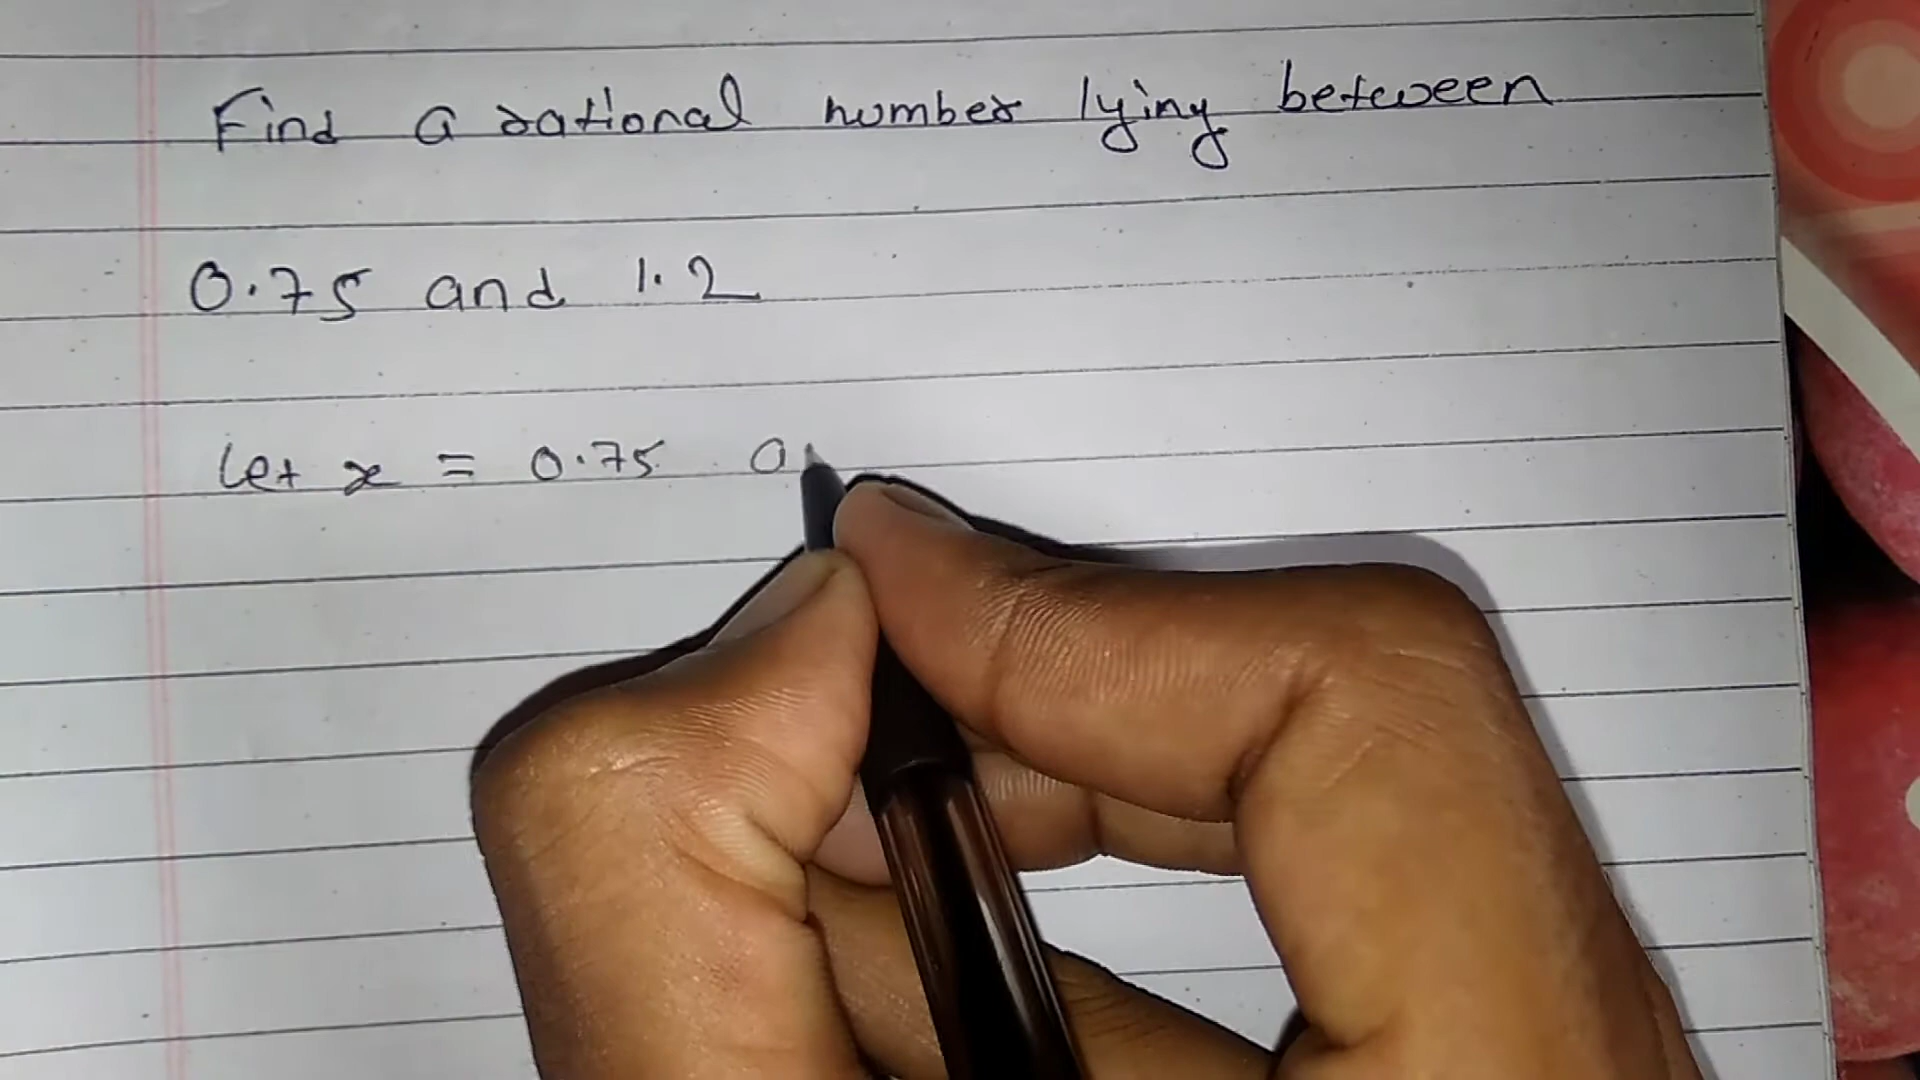 Find a rational number lying between
0.75 and 1.2
let x = 0.75 a